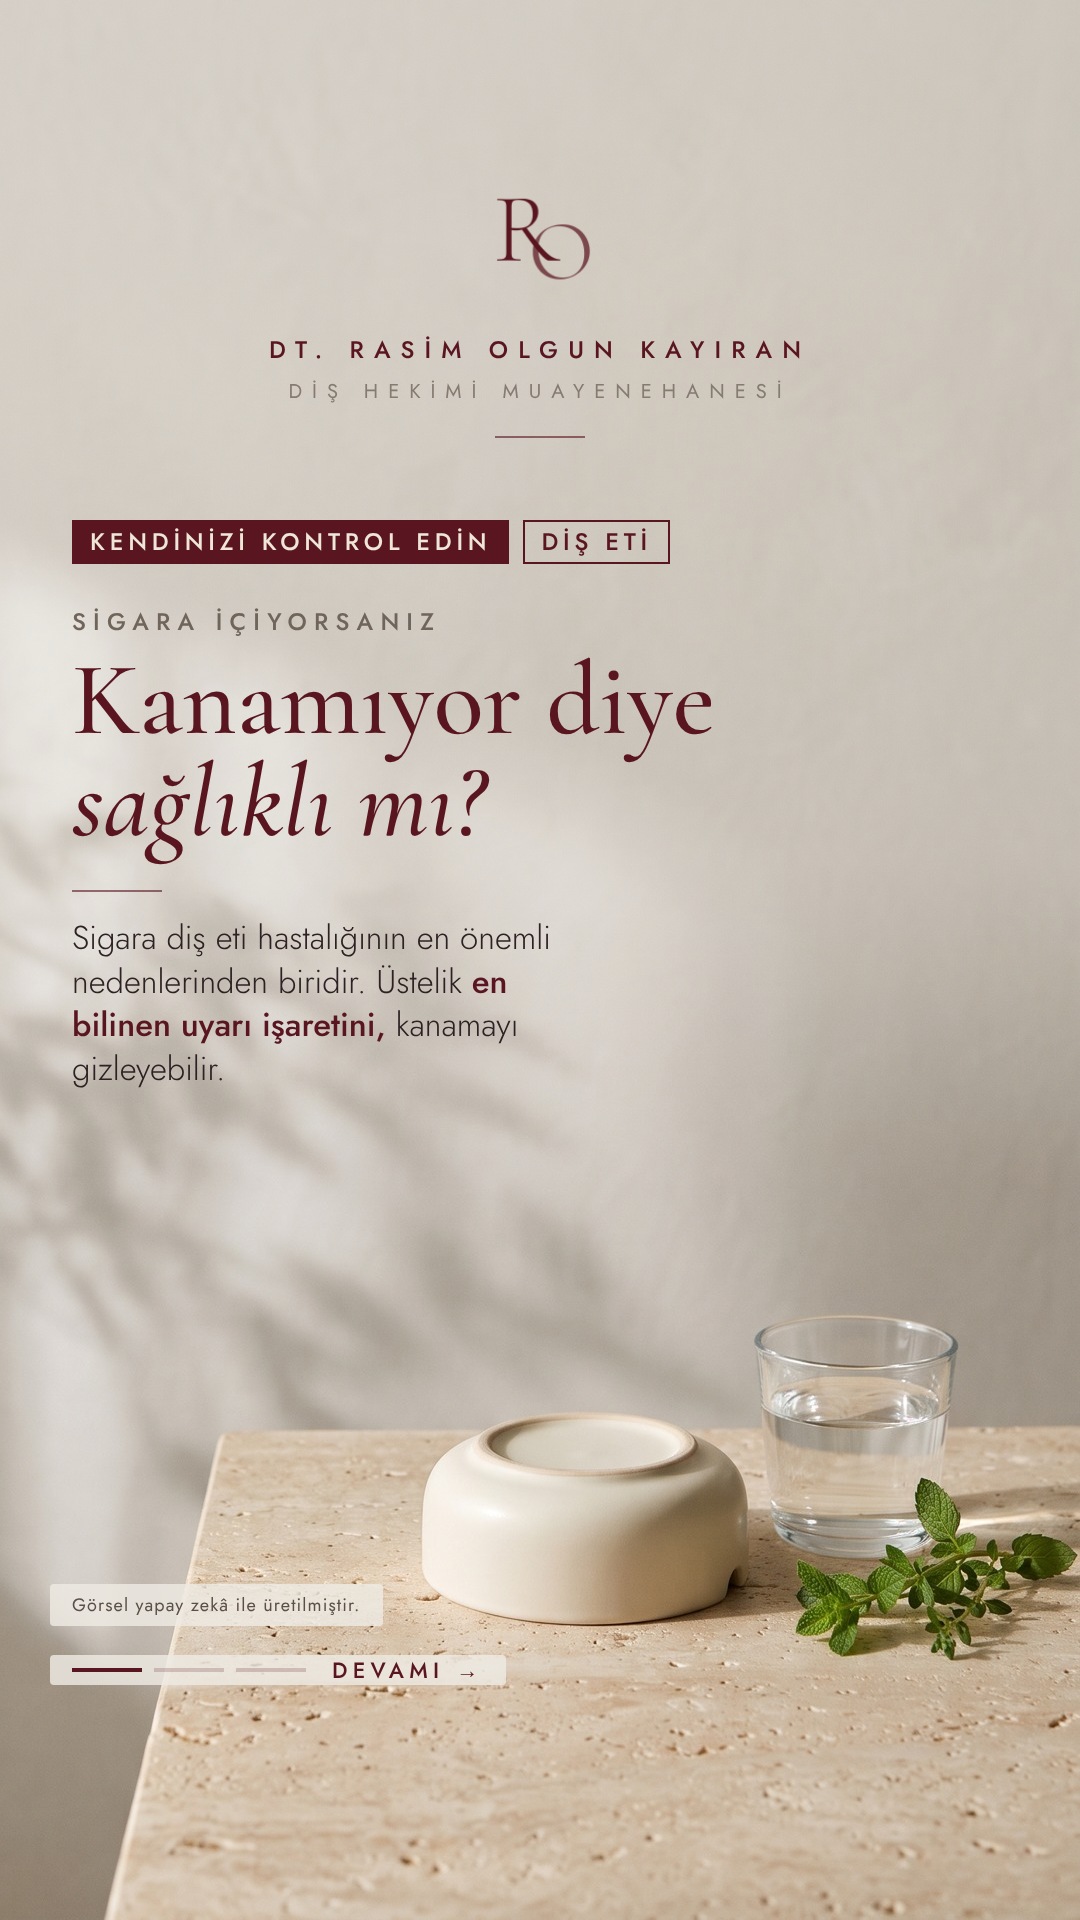 RO
DT. RASİM OLGUN KAYIRAN
DİŞ HEKİMİ MUAYENEHANESİ
KENDİNİZİ KONTROL EDİN
DİŞ ETİ
SİGARA İÇİYORSANIZ
Kanamıyor diye
sağlıklı mı?
Sigara diş eti hastalığının en önemli
nedenlerinden biridir. Üstelik en
bilinen uyarı işaretini, kanamayı
gizleyebilir.
Görsel yapay zekâ ile üretilmiştir.
DEVAMI →